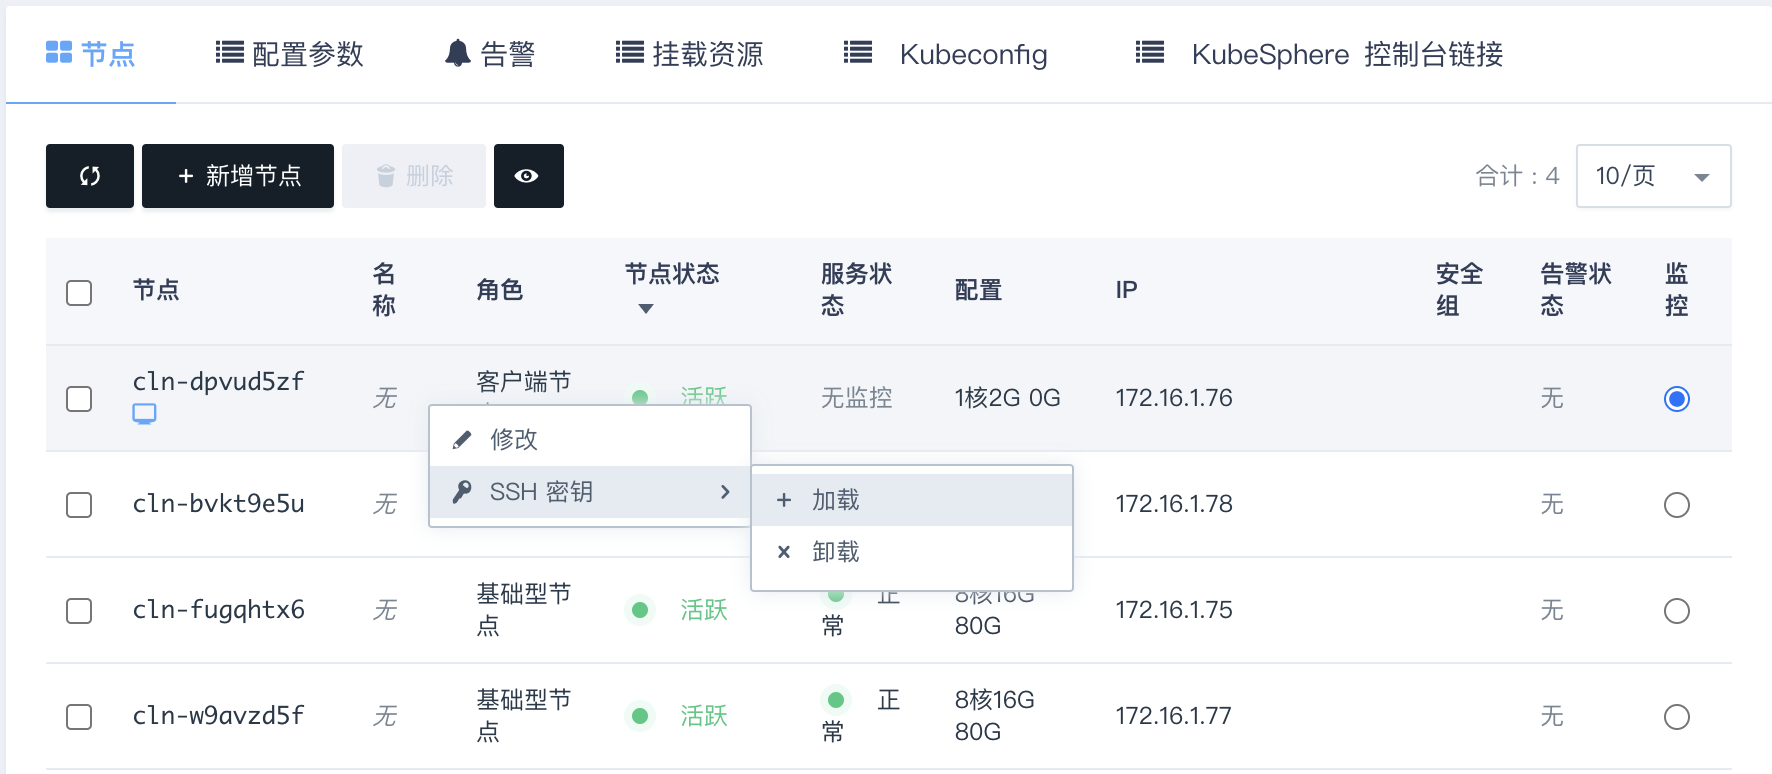 节点 配置参数 告警 挂载资源 Kubeconfig KubeSphere 控制台链接
+ 新增节点 删除 合计：4 10/页
节点 名称 角色 节点状态 服务状态 配置 IP 安全组 告警状态 监控
cln-dpvud5zf 无 客户端节 活跃 无监控 1核2G 0G 172.16.1.76 无
修改
SSH 密钥
+ 加载
× 卸载
cln-bvkt9e5u 无 172.16.1.78 无
cln-fugqhtx6 无 基础型节点 活跃 正常 8核16G 80G 172.16.1.75 无
cln-w9avzd5f 无 基础型节点 活跃 正常 8核16G 80G 172.16.1.77 无